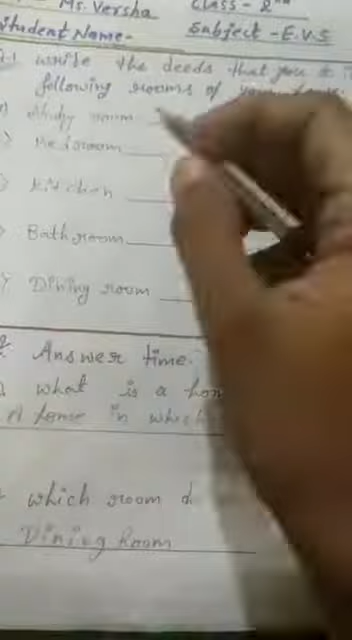 Ms. Versha Class - 2nd
Student Name- Subject - E.V.S
write the deeds that you do in
following rooms of your
Study room
Bedroom
Kitchen
Bathroom
Dining room
Answer time.
what is a
A home in which
which room d
Dining Room